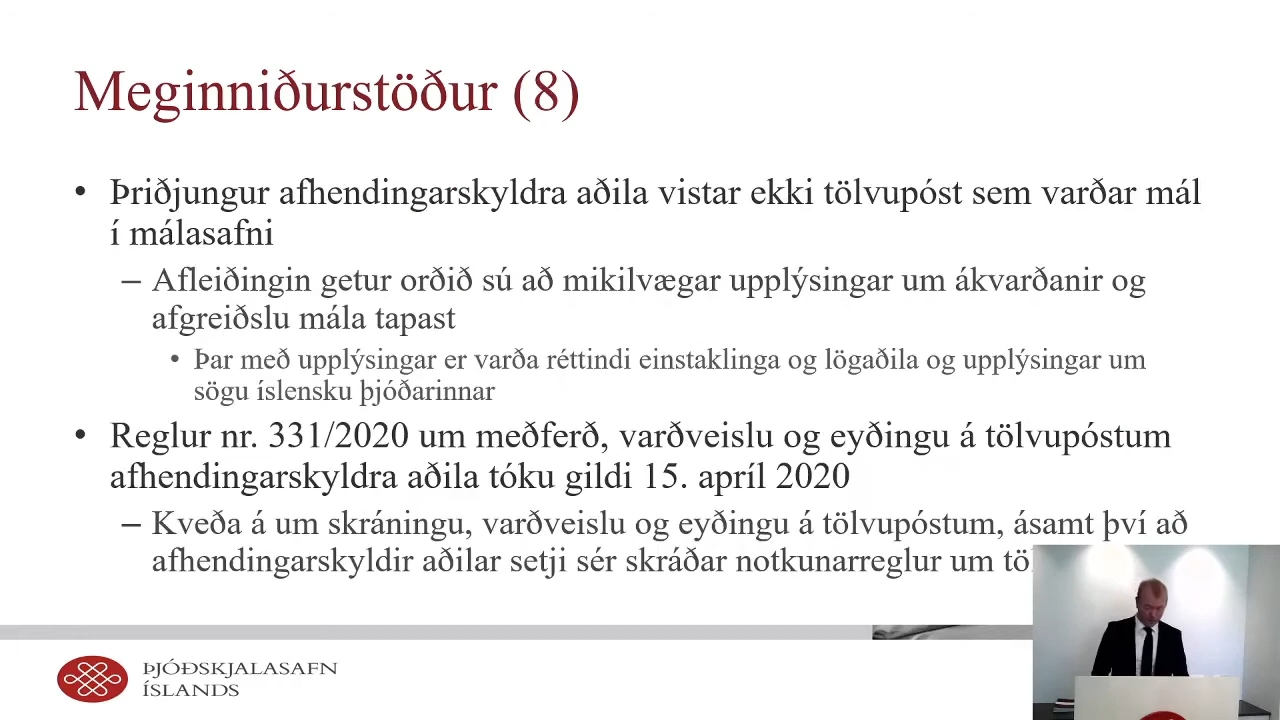 Meginniðurstöður (8)
• Þriðjungur afhendingarskyldra aðila vistar ekki tölvupóst sem varðar mál
í málasafni
– Afleiðingin getur orðið sú að mikilvægar upplýsingar um ákvarðanir og
afgreiðslu mála tapast
• Þar með upplýsingar er varða réttindi einstaklinga og lögaðila og upplýsingar um
sögu íslensku þjóðarinnar
• Reglur nr. 331/2020 um meðferð, varðveislu og eyðingu á tölvupóstum
afhendingarskyldra aðila tóku gildi 15. apríl 2020
– Kveða á um skráningu, varðveislu og eyðingu á tölvupóstum, ásamt því að
afhendingarskyldir aðilar setji sér skráðar notkunarreglur um
ÞJÓÐSKJALASAFN
ÍSLANDS